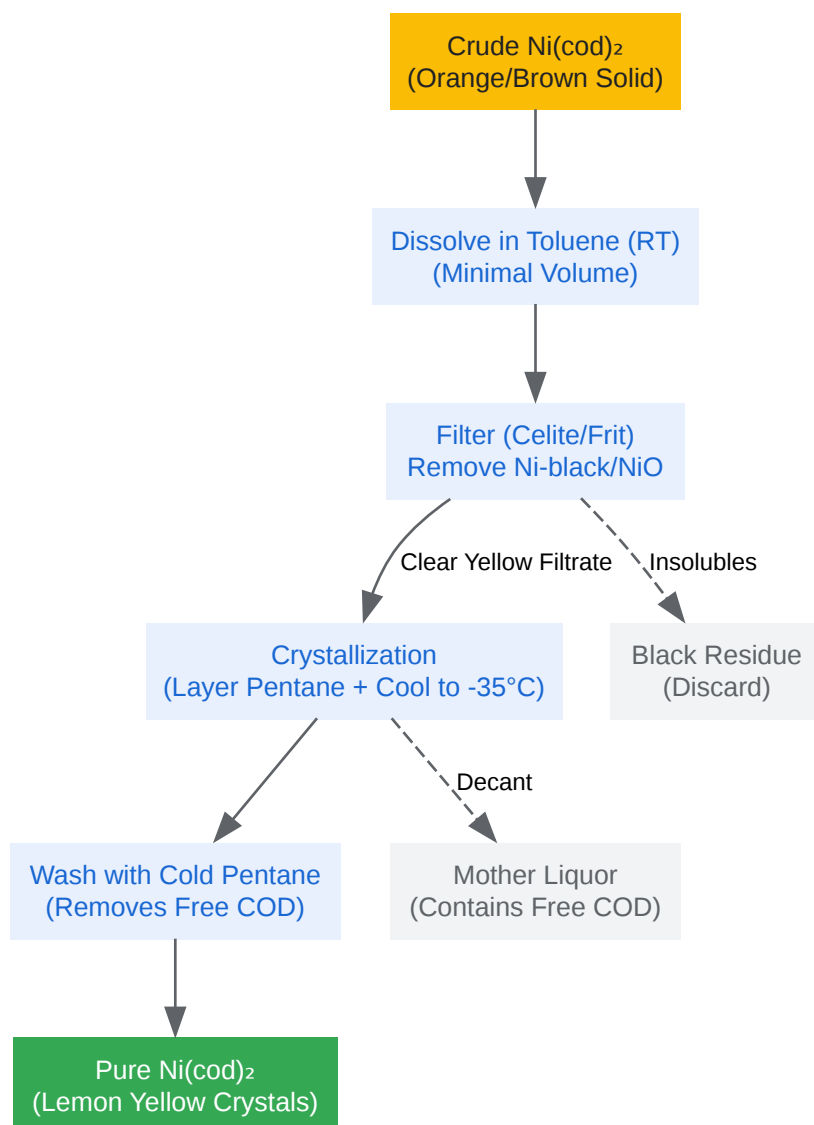 Crude Ni(cod)₂
(Orange/Brown Solid)
Dissolve in Toluene (RT)
(Minimal Volume)
Filter (Celite/Frit)
Remove Ni-black/NiO
Clear Yellow Filtrate
Insolubles
Crystallization
(Layer Pentane + Cool to -35°C)
Black Residue
(Discard)
Decant
Wash with Cold Pentane
(Removes Free COD)
Mother Liquor
(Contains Free COD)
Pure Ni(cod)₂
(Lemon Yellow Crystals)